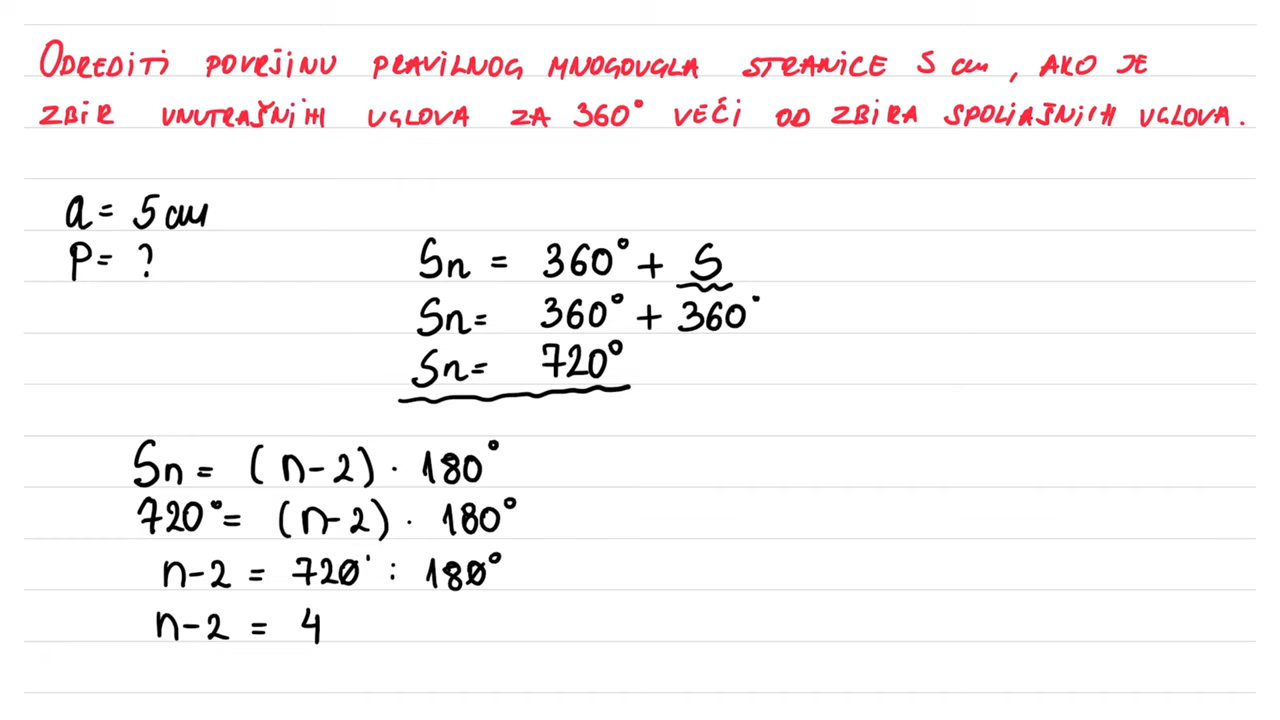 ODREDITI POVRŠINU PRAVILNOG MNOGOUGLA STRANICE 5 cm, AKO JE
ZBIR UNUTRAŠNJIH UGLOVA ZA 360° VEĆI OD ZBIRA SPOLJAŠNJIH UGLOVA.
a = 5 cm
P = ?
Sn = 360° + S
Sn = 360° + 360°
Sn = 720°
Sn = (n-2) · 180°
720° = (n-2) · 180°
n-2 = 720° : 180°
n-2 = 4